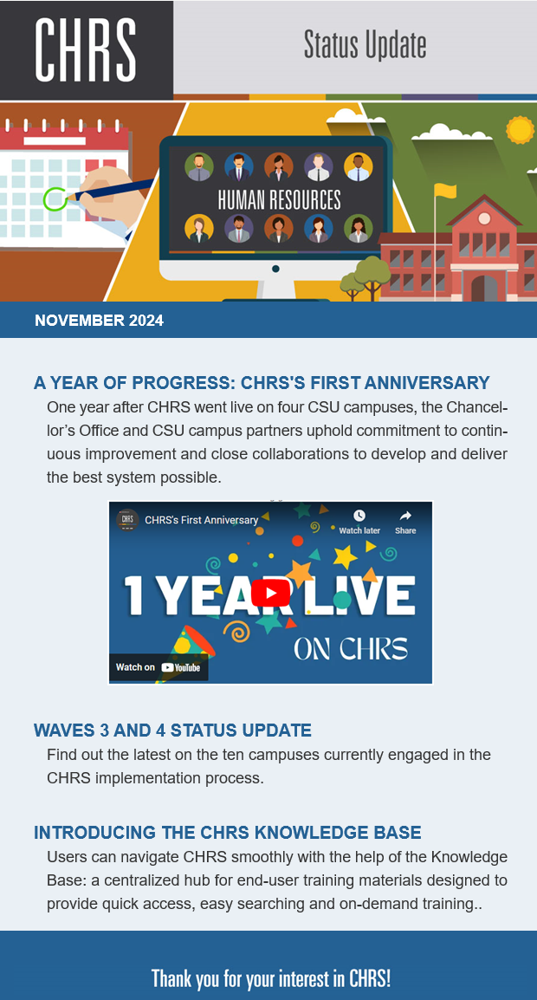 CHRS
Status Update
HUMAN RESOURCES
NOVEMBER 2024
A YEAR OF PROGRESS: CHRS'S FIRST ANNIVERSARY
One year after CHRS went live on four CSU campuses, the Chancel-
lor's Office and CSU campus partners uphold commitment to contin-
uous improvement and close collaborations to develop and deliver
the best system possible.
CHRS
CHRS's First Anniversary
Watch later
Share
1 YEAR LIVE
ON CHRS
Watch on YouTube
WAVES 3 AND 4 STATUS UPDATE
Find out the latest on the ten campuses currently engaged in the
CHRS implementation process.
INTRODUCING THE CHRS KNOWLEDGE BASE
Users can navigate CHRS smoothly with the help of the Knowledge
Base: a centralized hub for end-user training materials designed to
provide quick access, easy searching and on-demand training..
Thank you for your interest in CHRS!